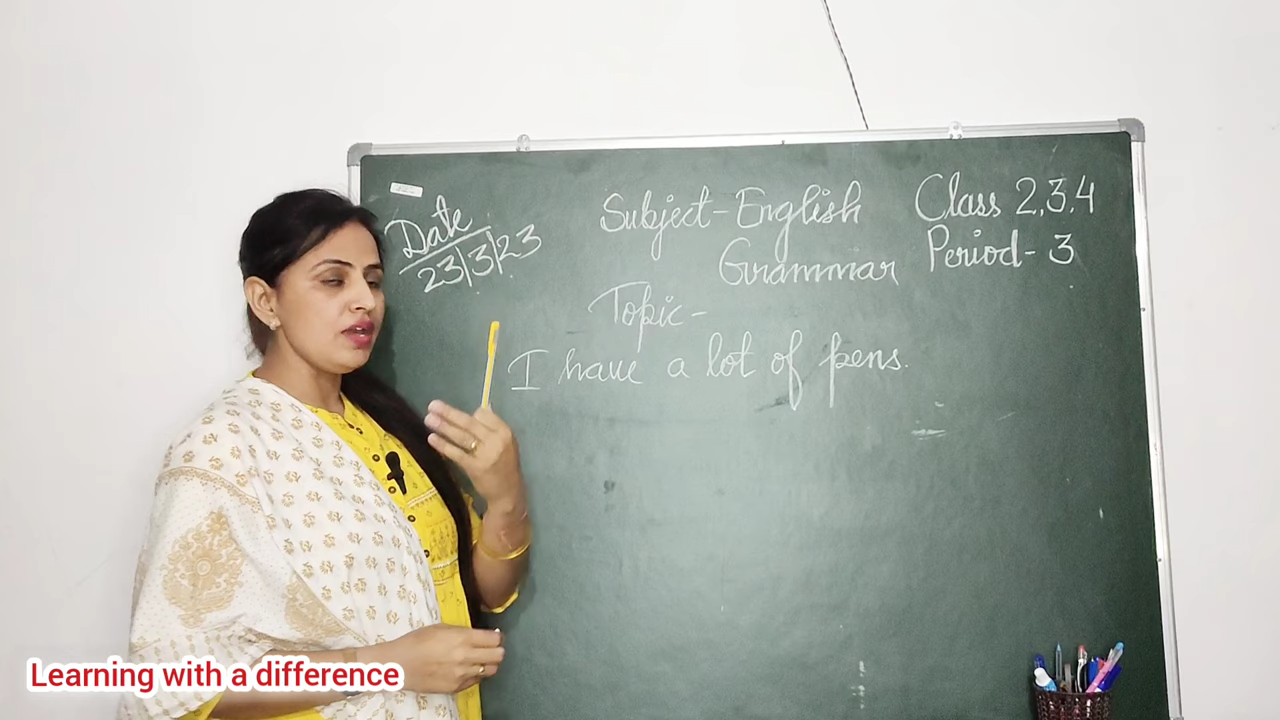 Date
23|3|23
Subject-English
Grammar
Class 2,3,4
Period-3
Topic-
I have a lot of pens.
Learning with a difference